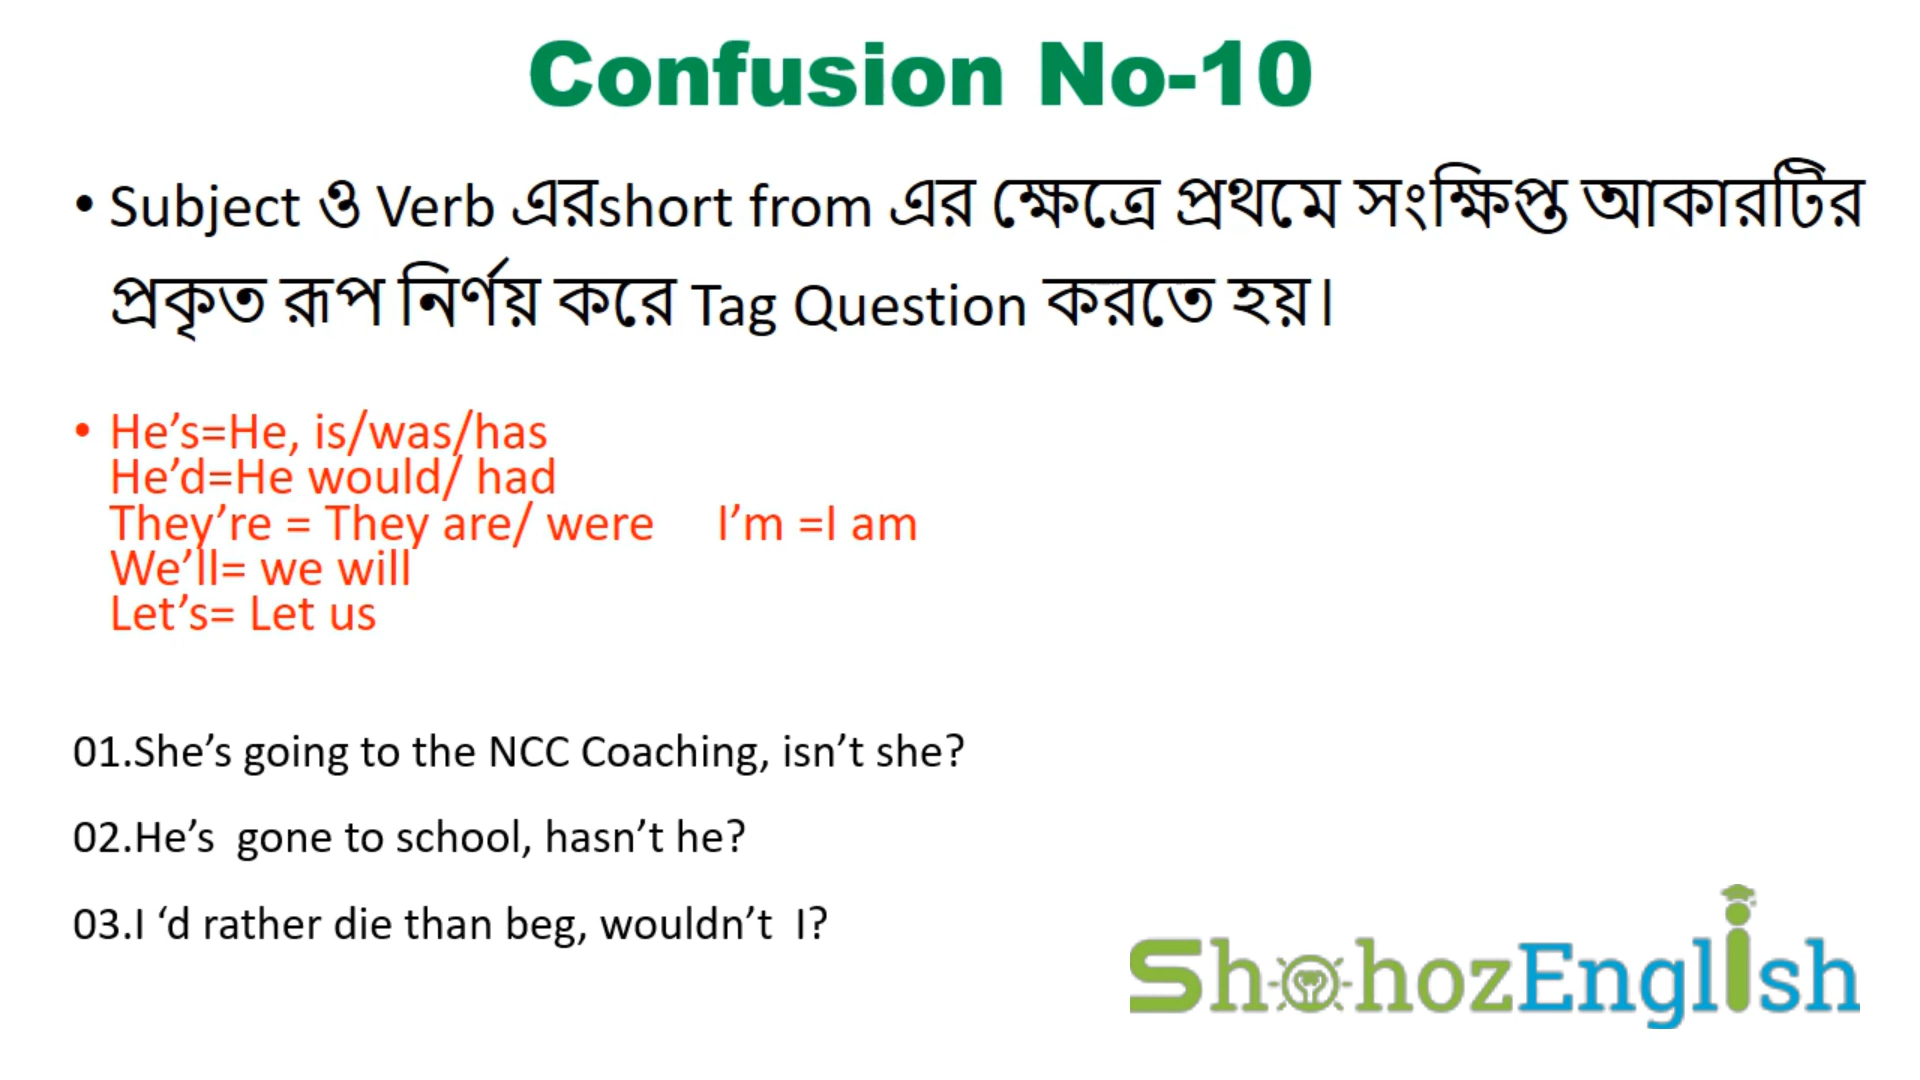 Confusion No-10
• Subject ও Verb এরshort from এর ক্ষেত্রে প্রথমে সংক্ষিপ্ত আকারটির
প্রকৃত রূপ নির্ণয় করে Tag Question করতে হয়।
• He’s=He, is/was/has
He’d=He would/ had
They’re = They are/ were I’m =I am
We’ll= we will
Let’s= Let us
01.She’s going to the NCC Coaching, isn’t she?
02.He’s gone to school, hasn’t he?
03.I ‘d rather die than beg, wouldn’t I?
ShohozEnglish